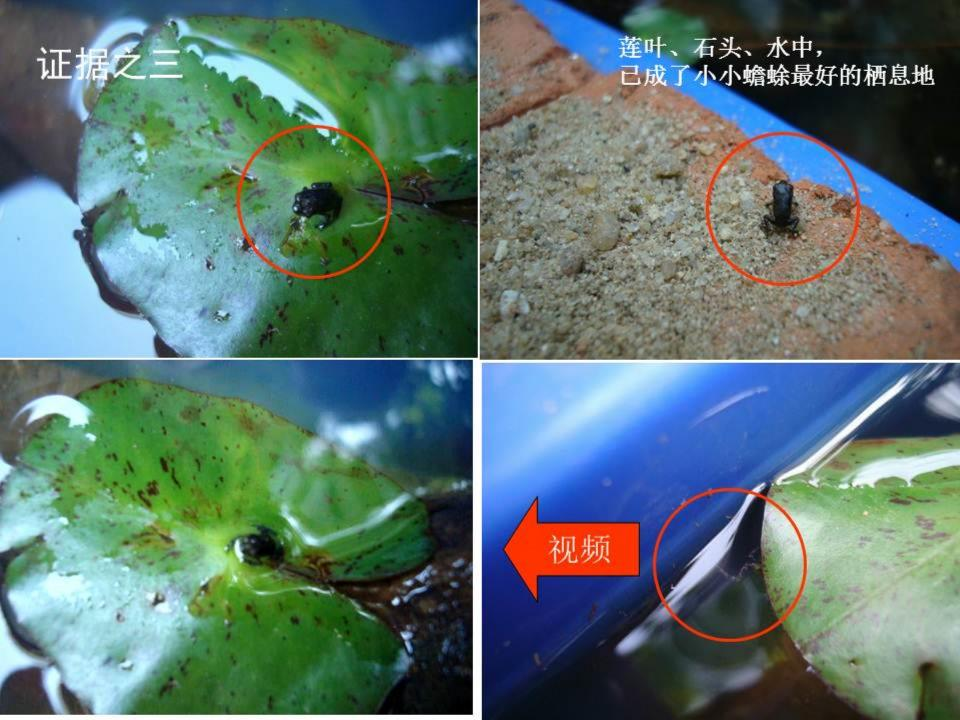 证据之三
莲叶、石头、水中，
已成了小小蟾蜍最好的栖息地
视频